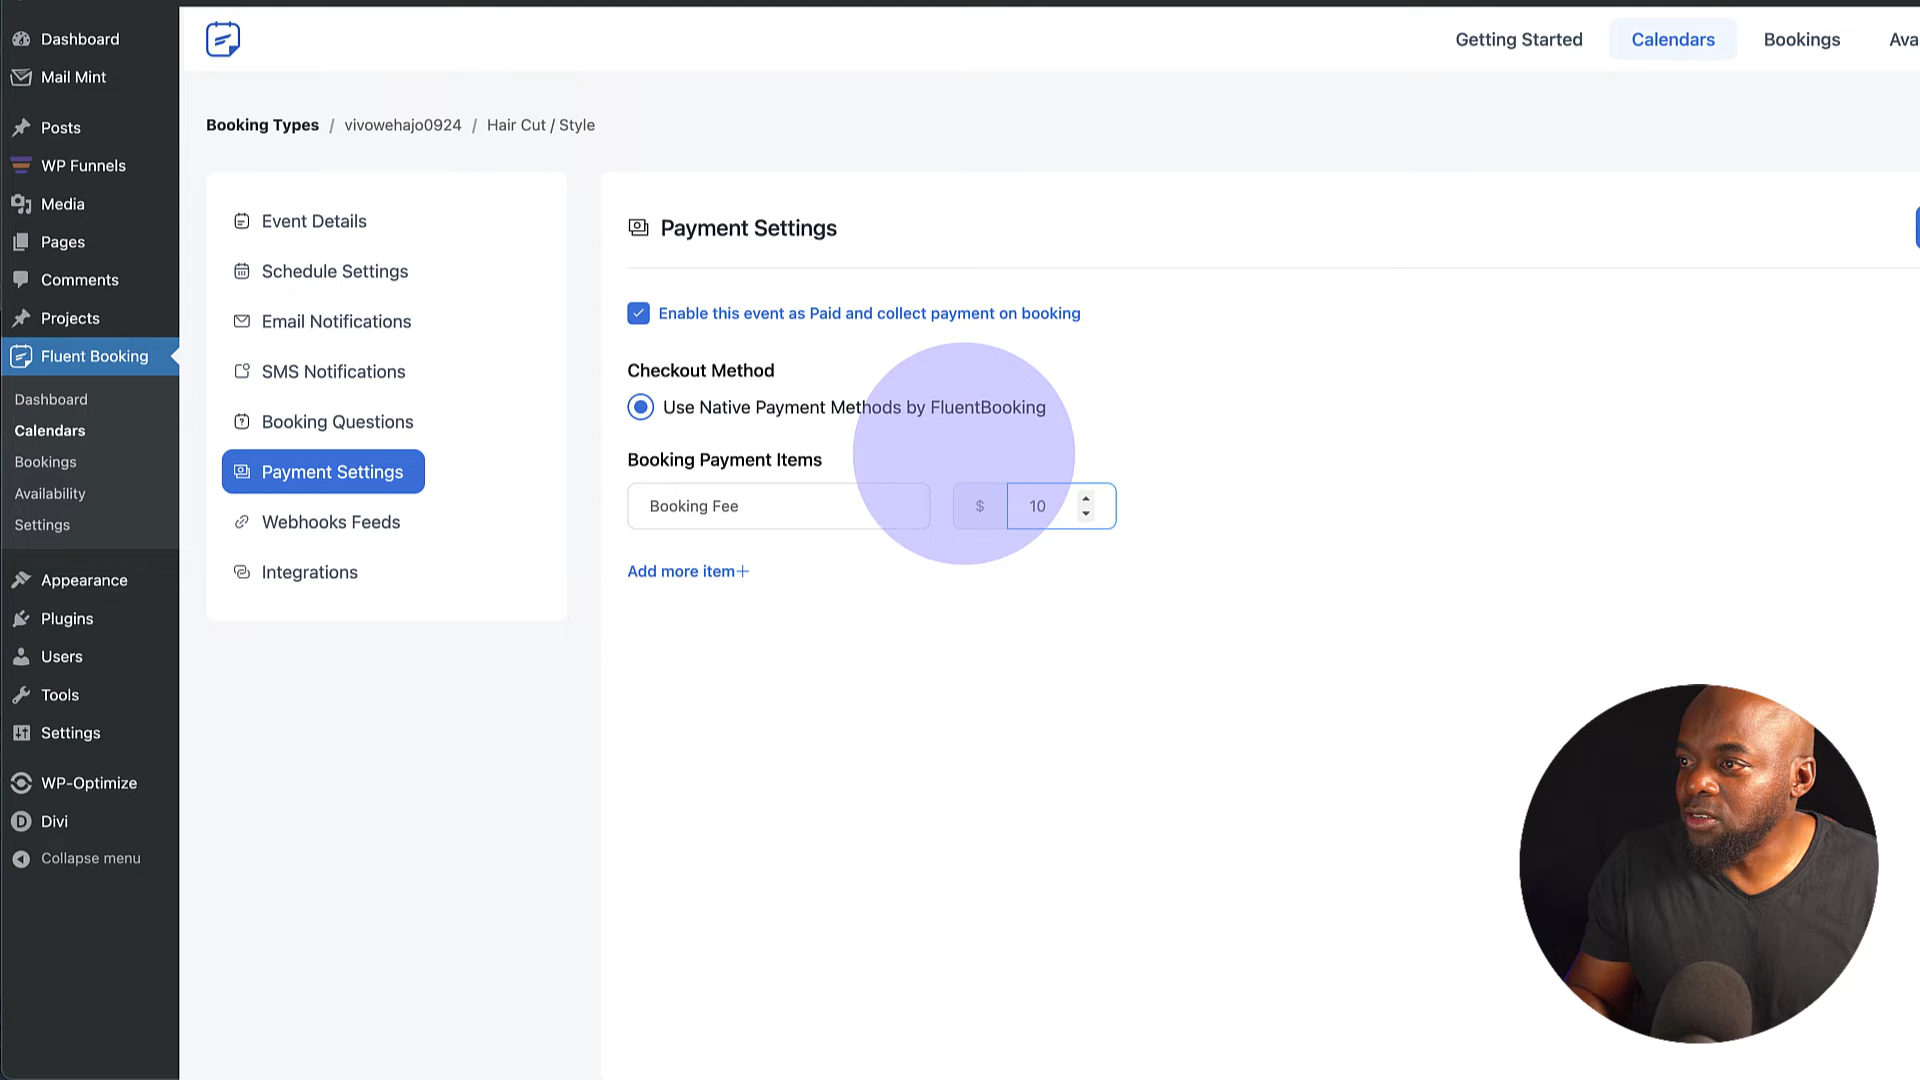 Dashboard
Mail Mint
Posts
WP Funnels
Media
Pages
Comments
Projects
Fluent Booking
Dashboard
Calendars
Bookings
Availability
Settings
Appearance
Plugins
Users
Tools
Settings
WP-Optimize
Divi
Collapse menu
Getting Started
Calendars
Bookings
Ava
Booking Types / vivowehajo0924 / Hair Cut / Style
Event Details
Schedule Settings
Email Notifications
SMS Notifications
Booking Questions
Payment Settings
Webhooks Feeds
Integrations
Payment Settings
Enable this event as Paid and collect payment on booking
Checkout Method
Use Native Payment Methods by FluentBooking
Booking Payment Items
Booking Fee
$ 10
Add more item+